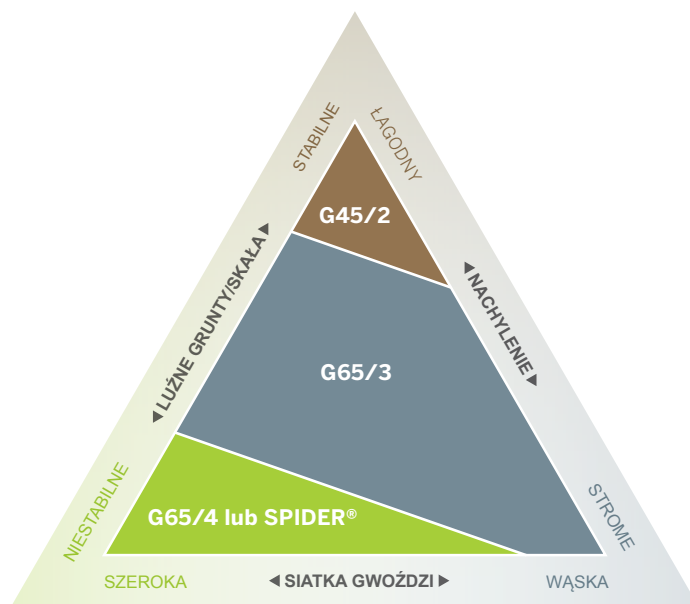 STABILNE
ŁAGODNY
G45/2
◀LUŹNE GRUNTY/SKAŁA▶
◀NACHYLENIE▶
G65/3
NIESTABILNE
G65/4 lub SPIDER®
STROME
SZEROKA
◀ SIATKA GWOŹDZI ▶
WĄSKA